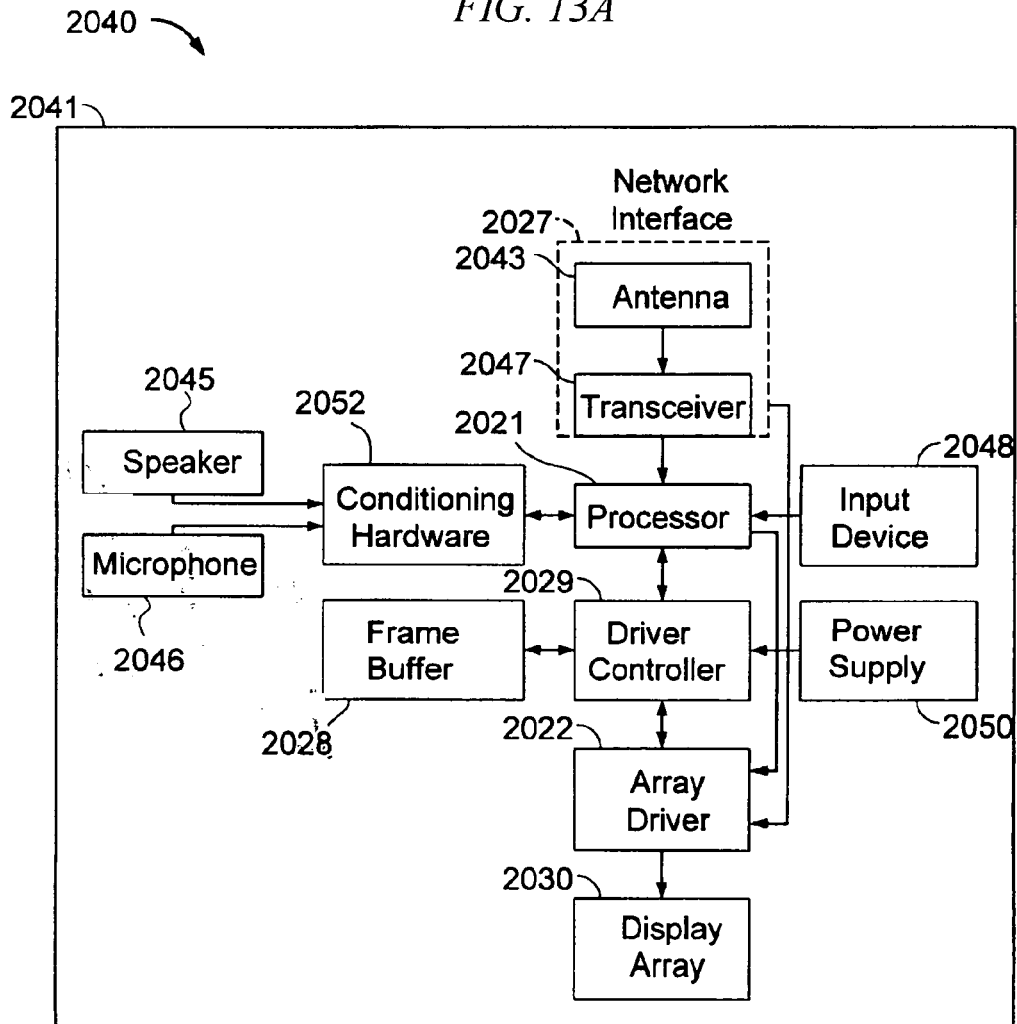 FIG. 13A
2040
2041
Network
Interface
2027
2043
Antenna
2047
Transceiver
2045
2052
2021
2048
Speaker
Conditioning
Hardware
Processor
Input
Device
Microphone
2046
2029
Frame
Buffer
Driver
Controller
Power
Supply
2028
2022
2050
Array
Driver
2030
Display
Array